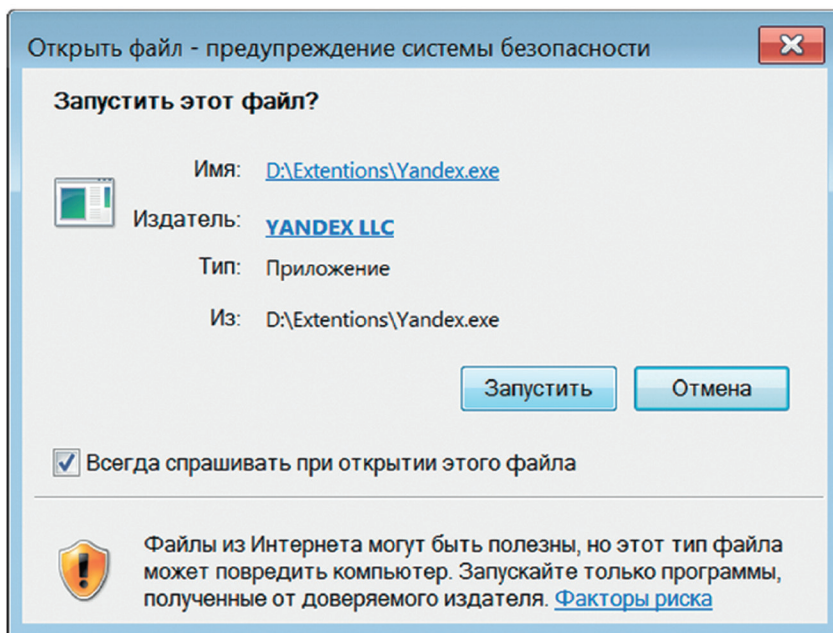 Открыть файл - предупреждение системы безопасности
Запустить этот файл?
Имя: D:\Extentions\Yandex.exe
Издатель: YANDEX LLC
Тип: Приложение
Из: D:\Extentions\Yandex.exe
Запустить Отмена
Всегда спрашивать при открытии этого файла
Файлы из Интернета могут быть полезны, но этот тип файла
может повредить компьютер. Запускайте только программы,
полученные от доверяемого издателя. Факторы риска